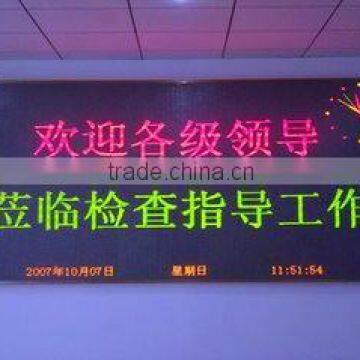 欢迎各级领导
trade.china.cn
莅临检查指导工作
2007年10月07日 星期日 11:51:54